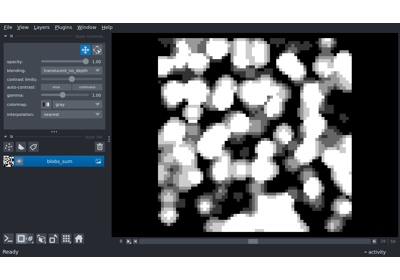 File View Layers Plugins Window Help
opacity: 1.00
blending: translucent_no_depth
contrast limits:
auto-contrast: once continuous
gamma: 1.00
colormap: gray
interpolation: nearest
blobs_sum
Ready
activity